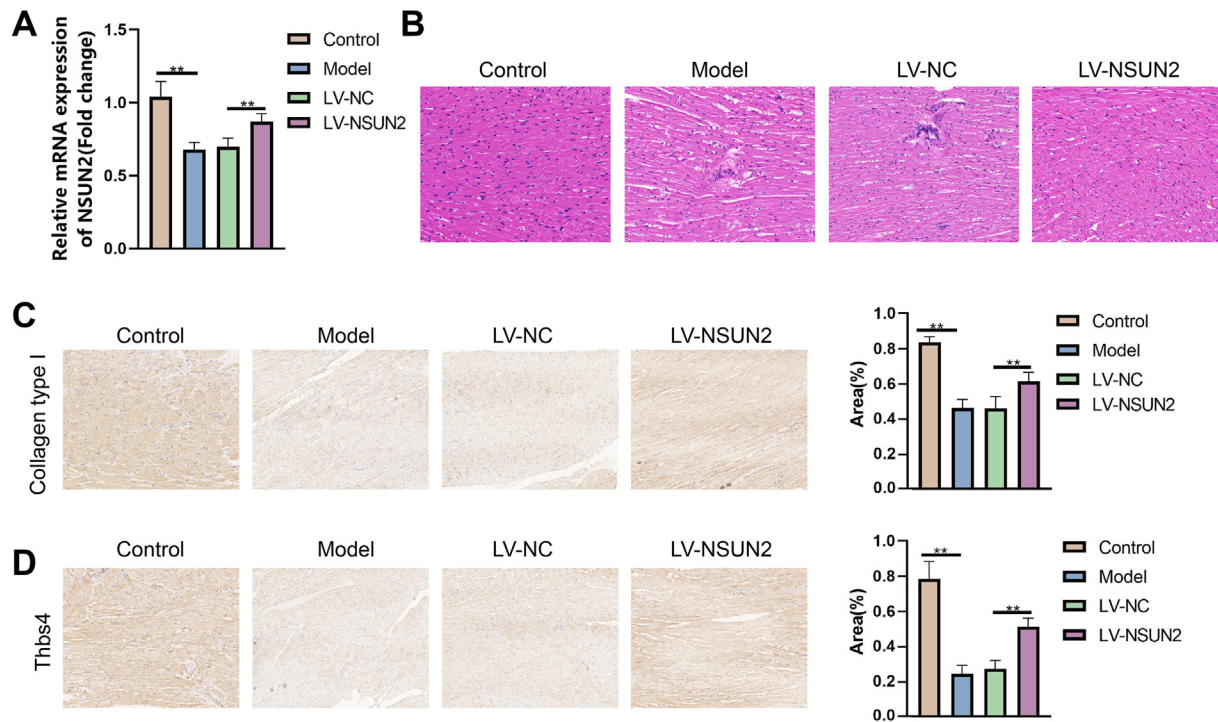 A
Relative mRNA expression
of NSUN2(Fold change)
1.5
1.0
0.5
0.0
**
**
Control
Model
LV-NC
LV-NSUN2
B
Control
Model
LV-NC
LV-NSUN2
C
Control
Model
LV-NC
LV-NSUN2
Collagen type I
Area(%)
1.0
0.8
0.6
0.4
0.2
0.0
**
**
Control
Model
LV-NC
LV-NSUN2
D
Control
Model
LV-NC
LV-NSUN2
Thbs4
Area(%)
1.0
0.8
0.6
0.4
0.2
0.0
**
**
Control
Model
LV-NC
LV-NSUN2